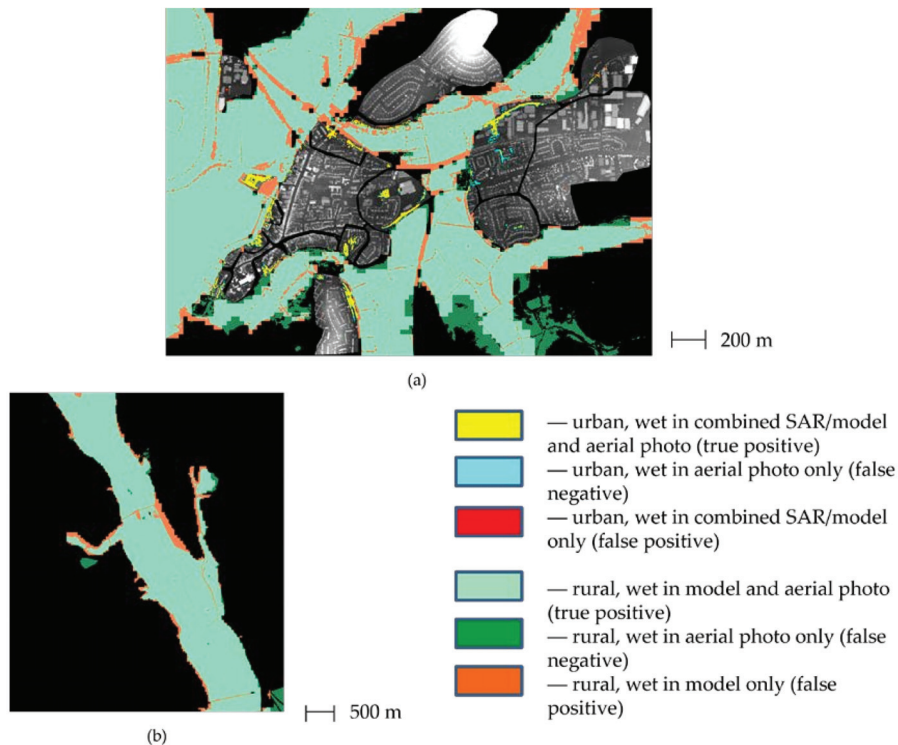 200 m
(a)
— urban, wet in combined SAR/model
and aerial photo (true positive)
— urban, wet in aerial photo only (false
negative)
— urban, wet in combined SAR/model
only (false positive)
— rural, wet in model and aerial photo
(true positive)
— rural, wet in aerial photo only (false
negative)
— rural, wet in model only (false
positive)
500 m
(b)